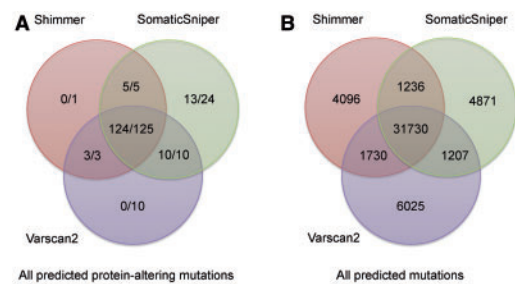 A
Shimmer
SomaticSniper
0/1
5/5
13/24
124/125
3/3
10/10
0/10
Varscan2
All predicted protein-altering mutations
B
Shimmer
SomaticSniper
4096
1236
4871
31730
1730
1207
6025
Varscan2
All predicted mutations